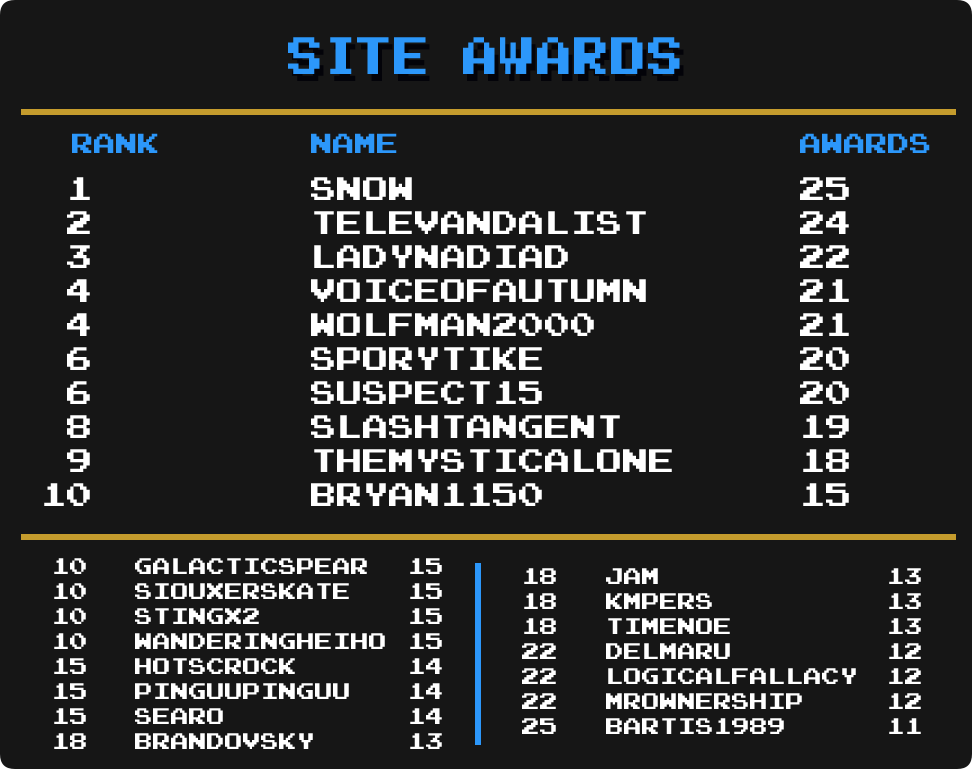 SITE AWARDS
RANK NAME AWARDS
1 SNOW 25
2 TELEVANDALIST 24
3 LADYNADIAD 22
4 VOICEOFAUTUMN 21
4 WOLFMAN2000 21
6 SPORYTIKE 20
6 SUSPECT15 20
8 SLASHTANGENT 19
9 THEMYSTICALONE 18
10 BRYAN1150 15
10 GALACTICSPEAR 15
10 SIOUXERSKATE 15
10 STINGX2 15
10 WANDERINGHEIHO 15
15 HOTSCROCK 14
15 PINGUUPINGUU 14
15 SEARO 14
18 BRANDOVSKY 13
18 JAM 13
18 KMPERS 13
18 TIMENOE 13
22 DELMARU 12
22 LOGICALFALLACY 12
22 MROWNERSHIP 12
25 BARTIS1989 11